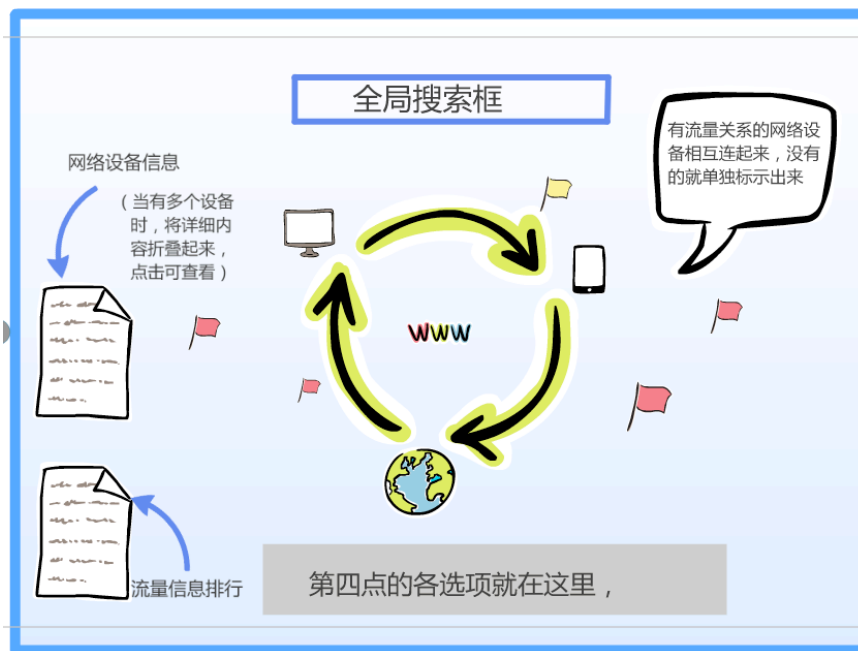 全局搜索框
网络设备信息
（当有多个设备
时，将详细内
容折叠起来，
点击可查看）
有流量关系的网络设
备相互连起来，没有
的就单独标示出来
WWW
流量信息排行
第四点的各选项就在这里，